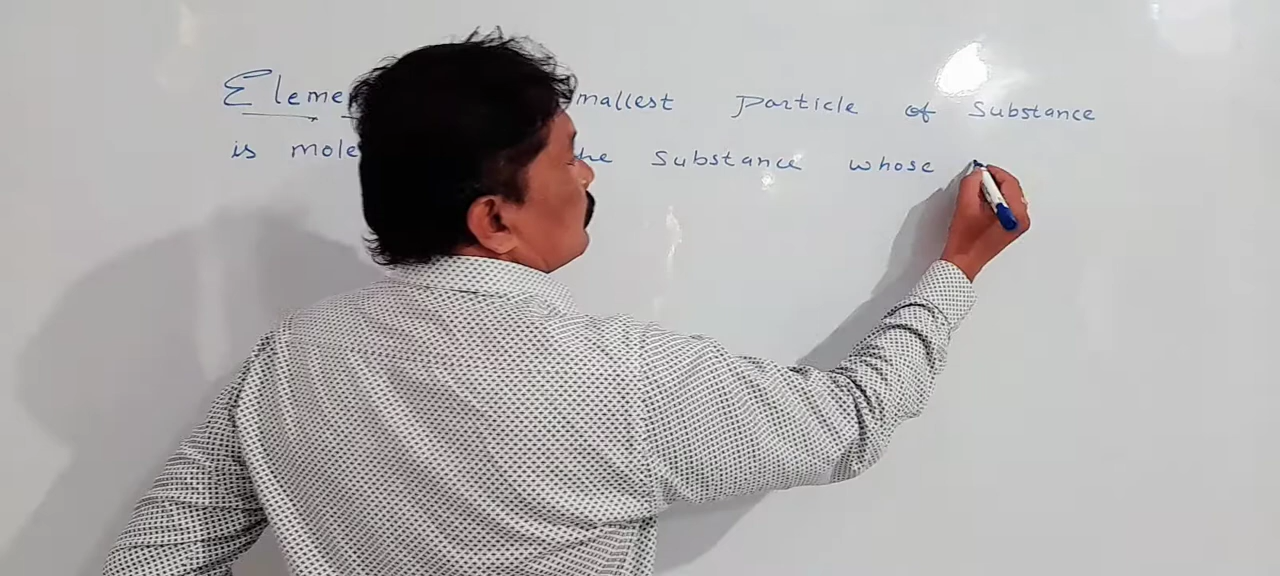 Eleme mallest particle of substance
is mole he substance whose